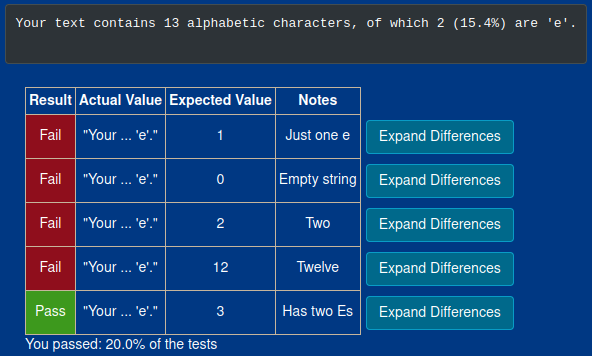 Your text contains 13 alphabetic characters, of which 2 (15.4%) are 'e'.
Result Actual Value Expected Value Notes
Fail "Your ... 'e'." 1 Just one e Expand Differences
Fail "Your ... 'e'." 0 Empty string Expand Differences
Fail "Your ... 'e'." 2 Two Expand Differences
Fail "Your ... 'e'." 12 Twelve Expand Differences
Pass "Your ... 'e'." 3 Has two Es Expand Differences
You passed: 20.0% of the tests